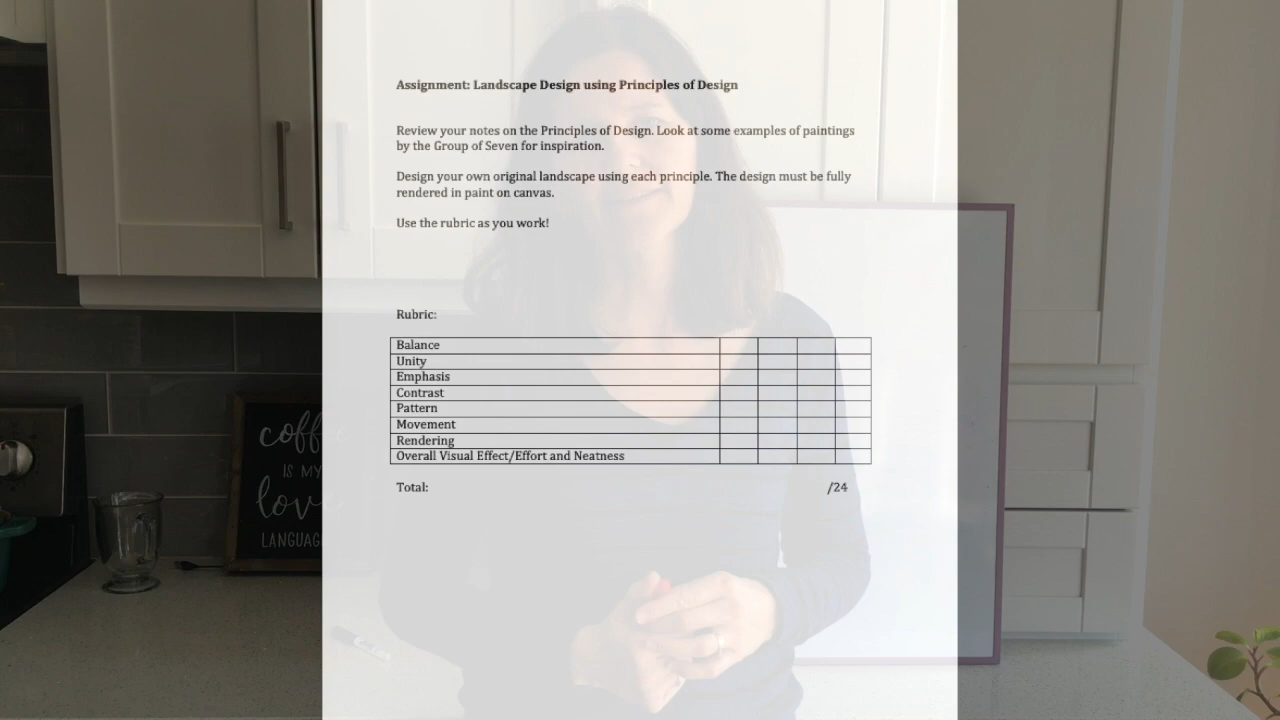 Assignment: Landscape Design using Principles of Design
Review your notes on the Principles of Design. Look at some examples of paintings
by the Group of Seven for inspiration.
Design your own original landscape using each principle. The design must be fully
rendered in paint on canvas.
Use the rubric as you work!
Rubric:
Balance
Unity
Emphasis
Contrast
Pattern
Movement
Rendering
Overall Visual Effect/Effort and Neatness
Total: /24
IS MY
love